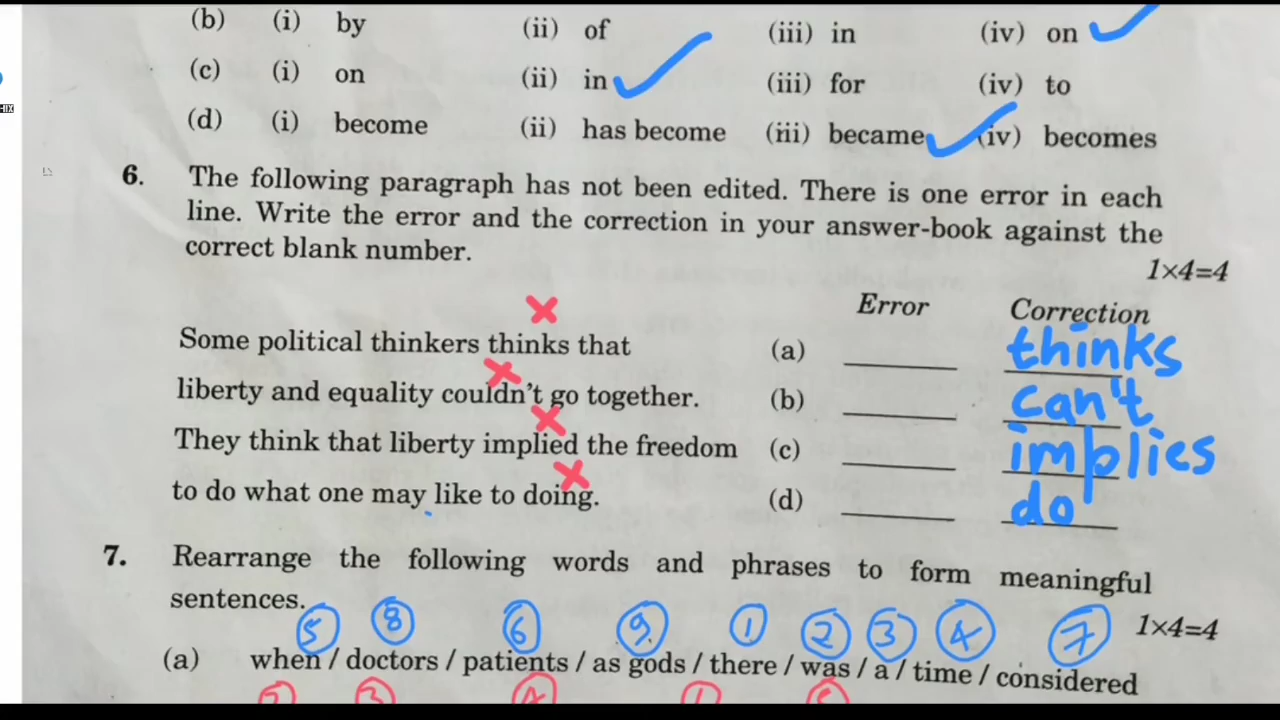 (b) (i) by (ii) of (iii) in (iv) on
(c) (i) on (ii) in (iii) for (iv) to
(d) (i) become (ii) has become (iii) became (iv) becomes
6. The following paragraph has not been edited. There is one error in each
line. Write the error and the correction in your answer-book against the
correct blank number.
1×4=4
Error Correction
Some political thinkers thinks that (a) thinks
liberty and equality couldn't go together. (b) can't
They think that liberty implied the freedom (c) implies
to do what one may like to doing. (d) do
7. Rearrange the following words and phrases to form meaningful
sentences.
1×4=4
5 8 6 9 1 2 3 4 7
(a) when / doctors / patients / as gods / there / was / a / time / considered